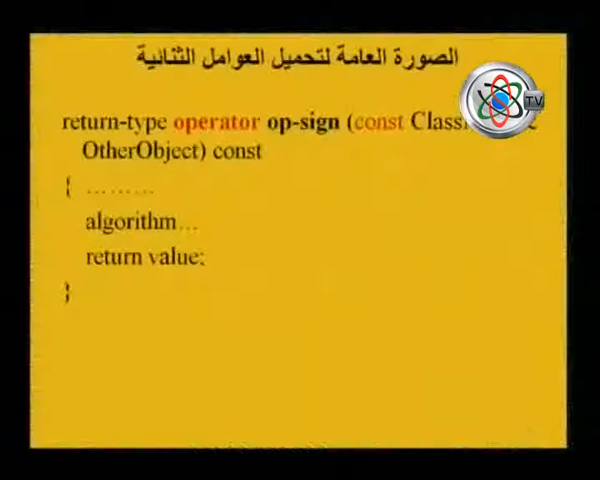 الصورة العامة لتحميل العوامل الثنائية
TV
return-type operator op-sign (const Class
OtherObject) const
{ .........
algorithm...
return value;
}